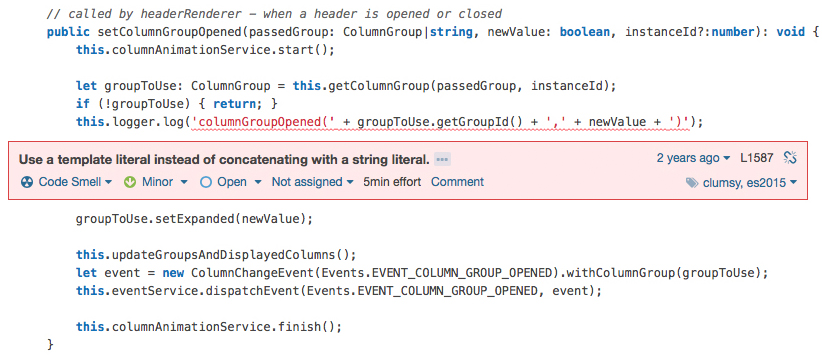 // called by headerRenderer - when a header is opened or closed
public setColumnGroupOpened(passedGroup: ColumnGroup|string, newValue: boolean, instanceId?:number): void {
this.columnAnimationService.start();
let groupToUse: ColumnGroup = this.getColumnGroup(passedGroup, instanceId);
if (!groupToUse) { return; }
this.logger.log('columnGroupOpened(' + groupToUse.getGroupId() + ',' + newValue + ')');
Use a template literal instead of concatenating with a string literal. ... 2 years ago L1587
Code Smell Minor Open Not assigned 5min effort Comment clumsy, es2015
groupToUse.setExpanded(newValue);
this.updateGroupsAndDisplayedColumns();
let event = new ColumnChangeEvent(Events.EVENT_COLUMN_GROUP_OPENED).withColumnGroup(groupToUse);
this.eventService.dispatchEvent(Events.EVENT_COLUMN_GROUP_OPENED, event);
this.columnAnimationService.finish();
}